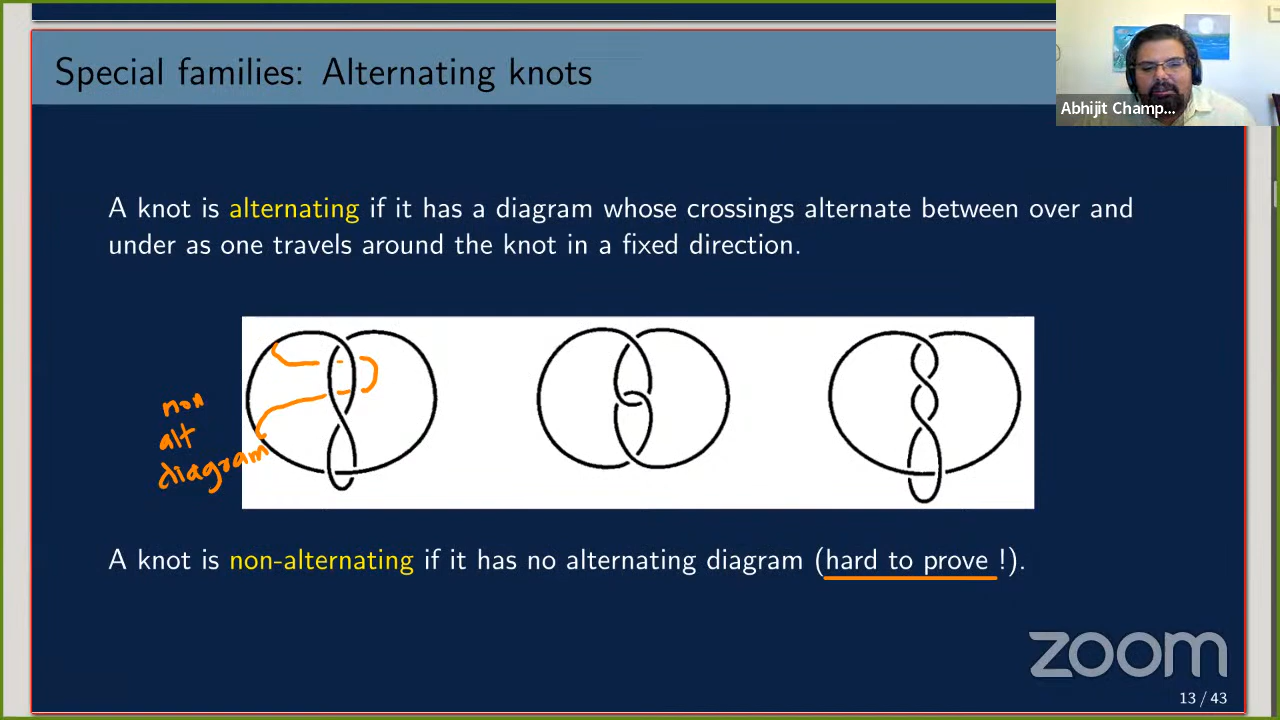 Special families: Alternating knots
Abhijit Champ...
A knot is alternating if it has a diagram whose crossings alternate between over and
under as one travels around the knot in a fixed direction.
non
alt
diagram
A knot is non-alternating if it has no alternating diagram (hard to prove !).
zoom
13 / 43